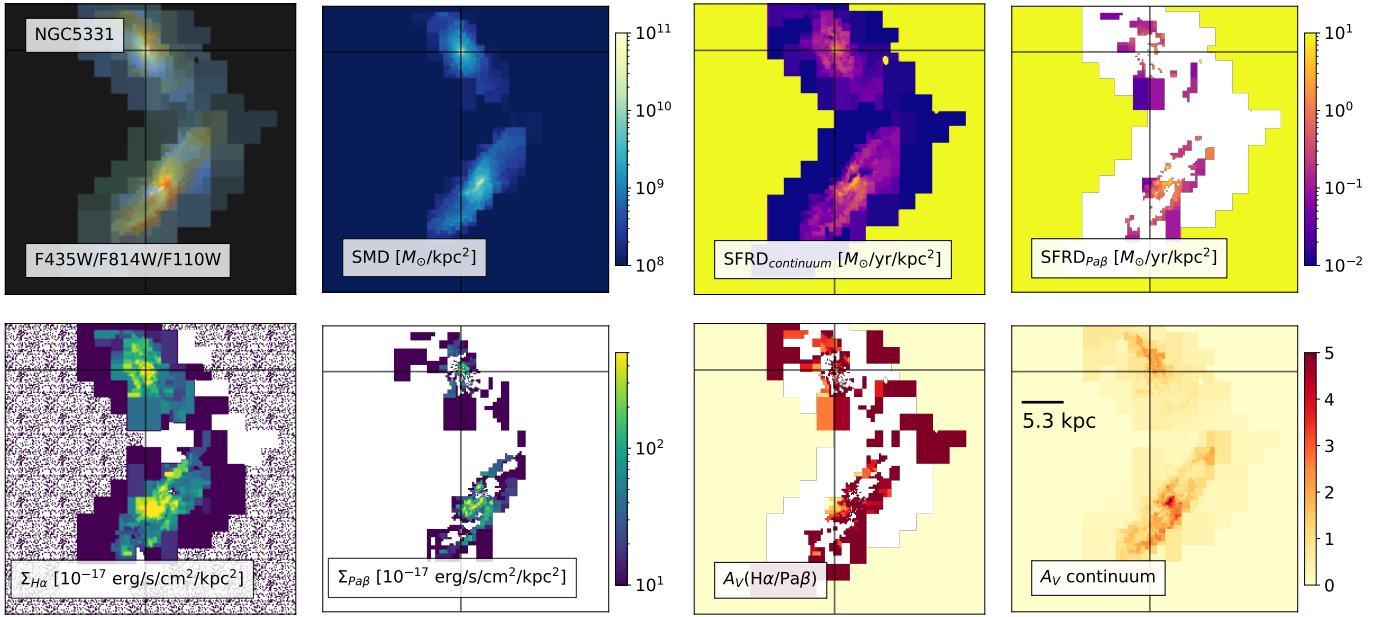 NGC5331
F435W/F814W/F110W
SMD [M⊙/kpc²]
10¹¹
10¹⁰
10⁹
10⁸
SFRD_continuum [M⊙/yr/kpc²]
SFRD_Paβ [M⊙/yr/kpc²]
10¹
10⁰
10⁻¹
10⁻²
Σ_Hα [10⁻¹⁷ erg/s/cm²/kpc²]
Σ_Paβ [10⁻¹⁷ erg/s/cm²/kpc²]
10²
10¹
A_V(Hα/Paβ)
5.3 kpc
A_V continuum
5
4
3
2
1
0